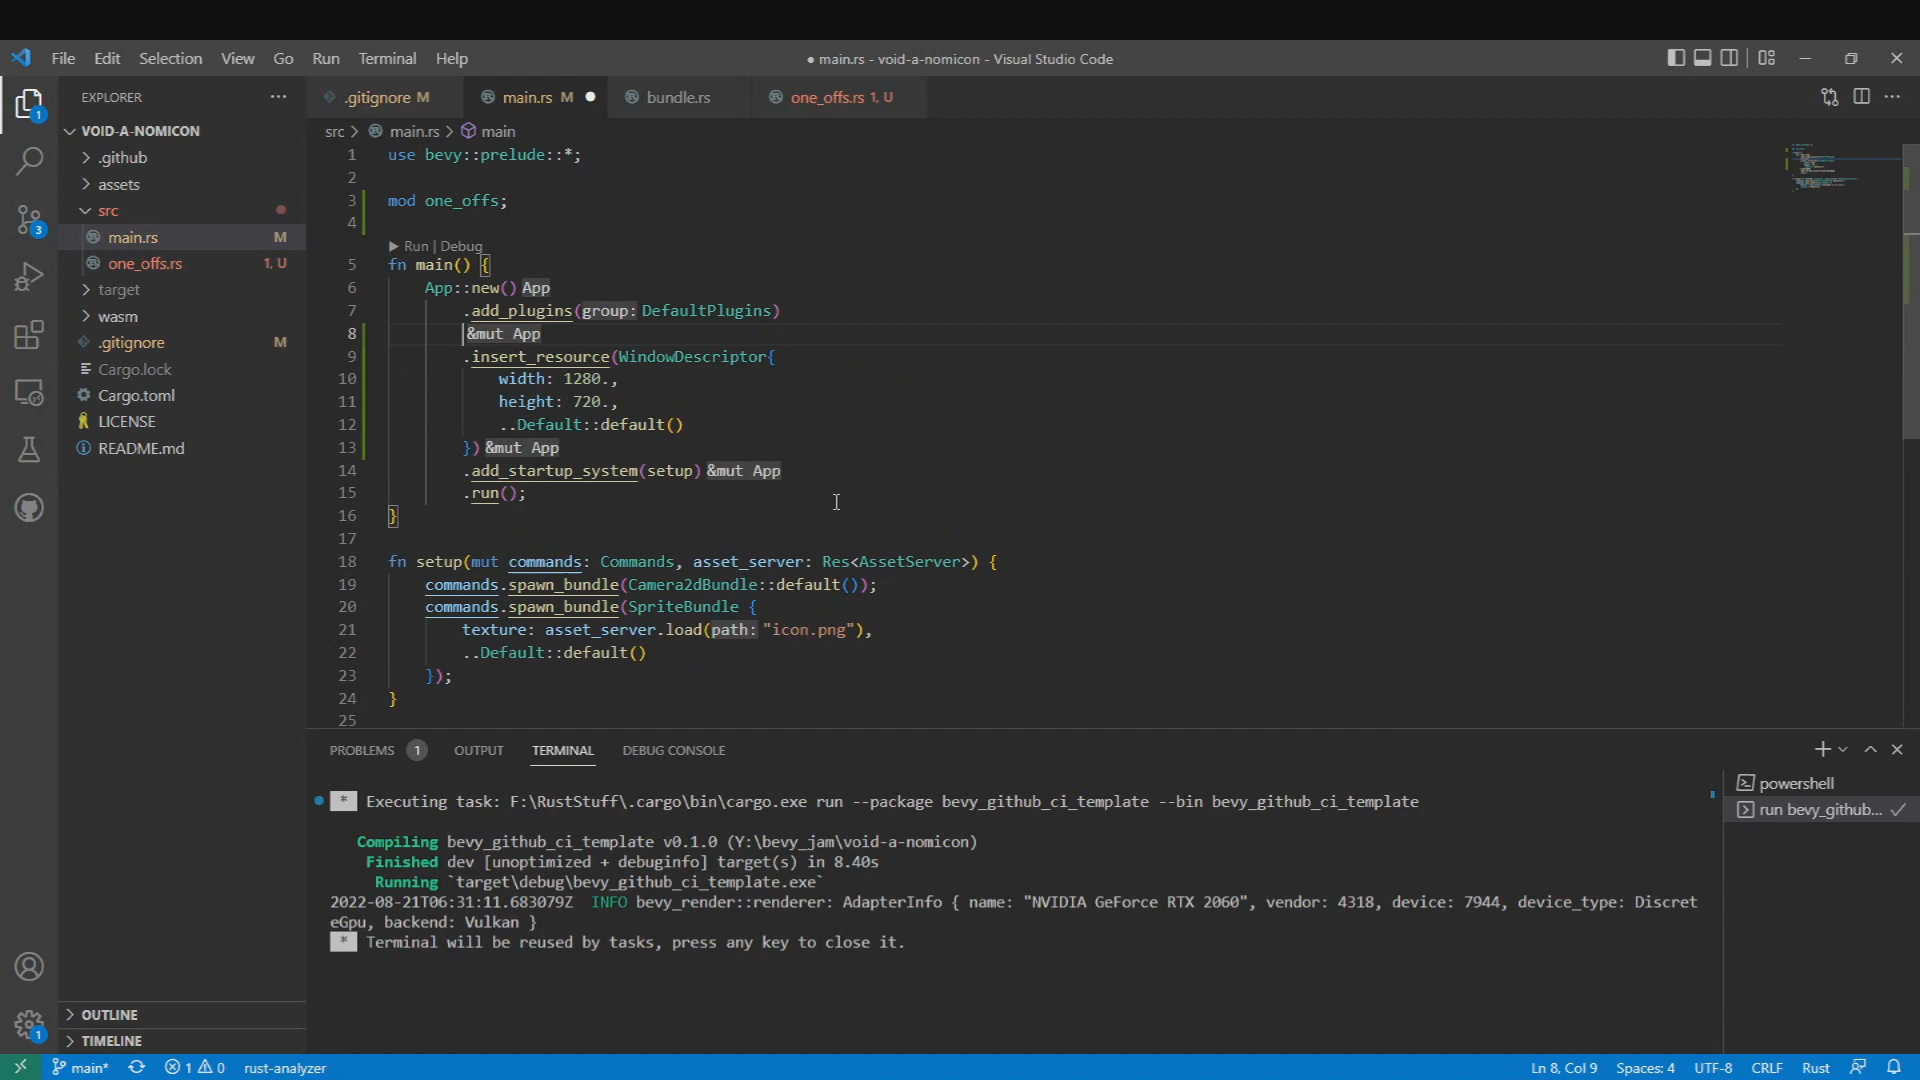 File Edit Selection View Go Run Terminal Help
● main.rs - void-a-nomicon - Visual Studio Code
EXPLORER
.gitignore M
main.rs M
bundle.rs
one_offs.rs 1, U
VOID-A-NOMICON
.github
assets
src
main.rs M
one_offs.rs 1, U
target
wasm
.gitignore M
Cargo.lock
Cargo.toml
LICENSE
README.md
OUTLINE
TIMELINE
1
3
1
src > main.rs > main
1 use bevy::prelude::*;
2
3 mod one_offs;
4
Run | Debug
5 fn main() {
6 App::new() App
7 .add_plugins(group: DefaultPlugins)
8 &mut App
9 .insert_resource(WindowDescriptor{
10 width: 1280.,
11 height: 720.,
12 ..Default::default()
13 }) &mut App
14 .add_startup_system(setup) &mut App
15 .run();
16 }
17
18 fn setup(mut commands: Commands, asset_server: Res<AssetServer>) {
19 commands.spawn_bundle(Camera2dBundle::default());
20 commands.spawn_bundle(SpriteBundle {
21 texture: asset_server.load(path: "icon.png"),
22 ..Default::default()
23 });
24 }
25
PROBLEMS 1 OUTPUT TERMINAL DEBUG CONSOLE
* Executing task: F:\RustStuff\.cargo\bin\cargo.exe run --package bevy_github_ci_template --bin bevy_github_ci_template
Compiling bevy_github_ci_template v0.1.0 (Y:\bevy_jam\void-a-nomicon)
Finished dev [unoptimized + debuginfo] target(s) in 8.40s
Running `target\debug\bevy_github_ci_template.exe`
2022-08-21T06:31:11.683079Z INFO bevy_render::renderer: AdapterInfo { name: "NVIDIA GeForce RTX 2060", vendor: 4318, device: 7944, device_type: Discret
eGpu, backend: Vulkan }
* Terminal will be reused by tasks, press any key to close it.
powershell
run bevy_github...
main* 1 0 rust-analyzer
Ln 8, Col 9 Spaces: 4 UTF-8 CRLF Rust